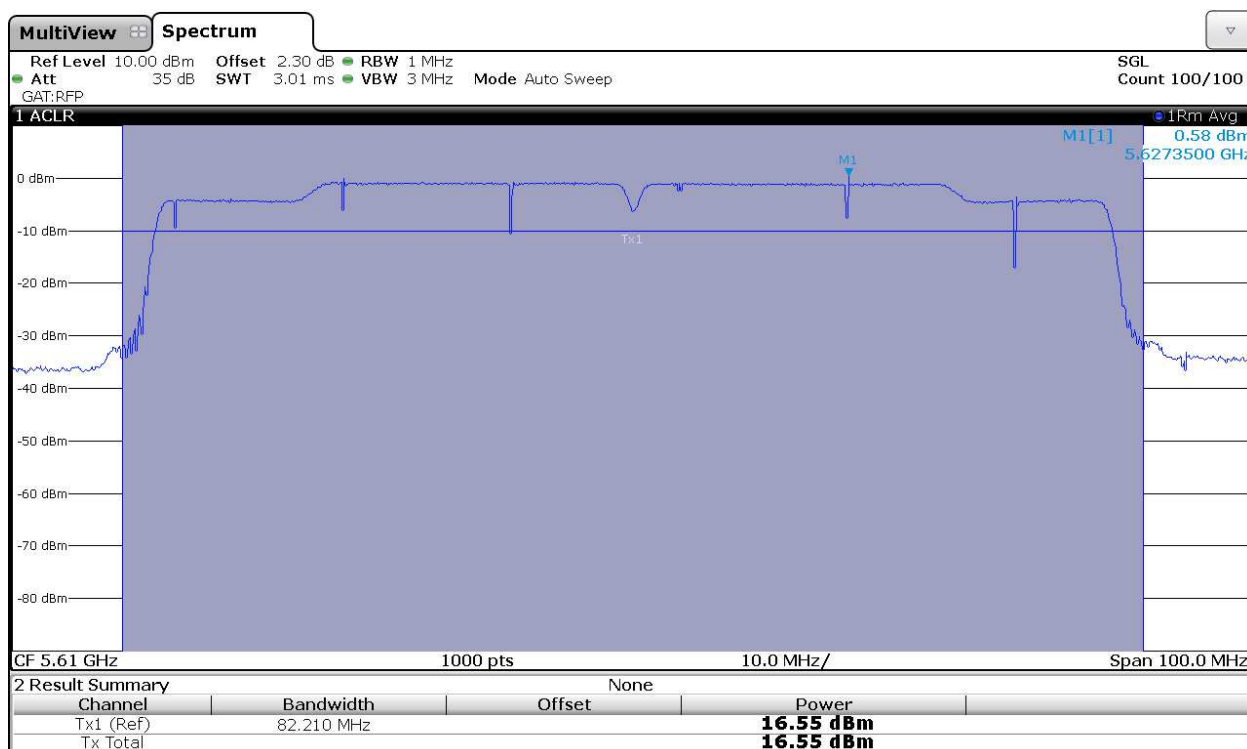 MultiView Spectrum
Ref Level 10.00 dBm Offset 2.30 dB RBW 1 MHz SGL
Att 35 dB SWT 3.01 ms VBW 3 MHz Mode Auto Sweep Count 100/100
GAT:RFP
1 ACLR 1Rm Avg
M1[1] 0.58 dBm
5.6273500 GHz
M1
0 dBm
-10 dBm
Tx1
-20 dBm
-30 dBm
-40 dBm
-50 dBm
-60 dBm
-70 dBm
-80 dBm
CF 5.61 GHz 1000 pts 10.0 MHz/ Span 100.0 MHz
2 Result Summary None
Channel Bandwidth Offset Power
Tx1 (Ref) 82.210 MHz 16.55 dBm
Tx Total 16.55 dBm